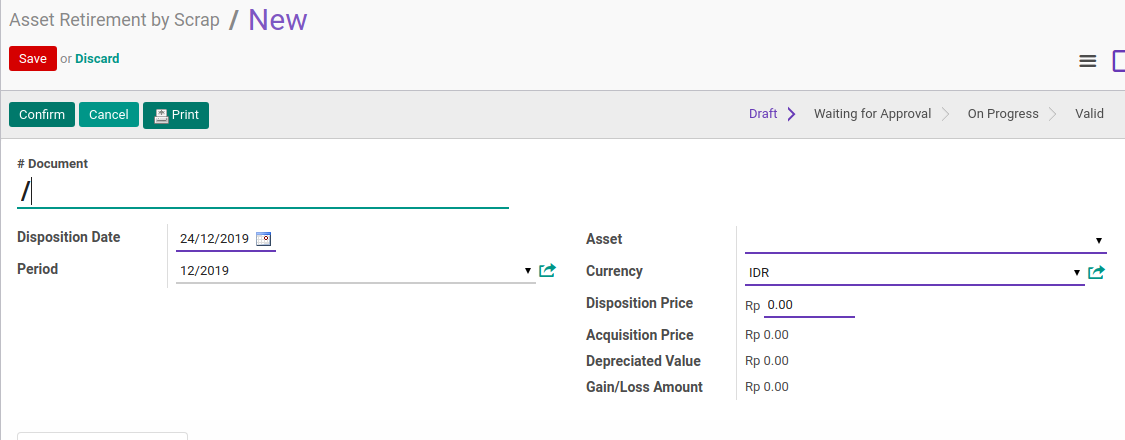 Asset Retirement by Scrap / New
Save or Discard
Confirm Cancel Print
Draft Waiting for Approval On Progress Valid
# Document
/
Disposition Date 24/12/2019
Period 12/2019
Asset
Currency IDR
Disposition Price Rp 0.00
Acquisition Price Rp 0.00
Depreciated Value Rp 0.00
Gain/Loss Amount Rp 0.00